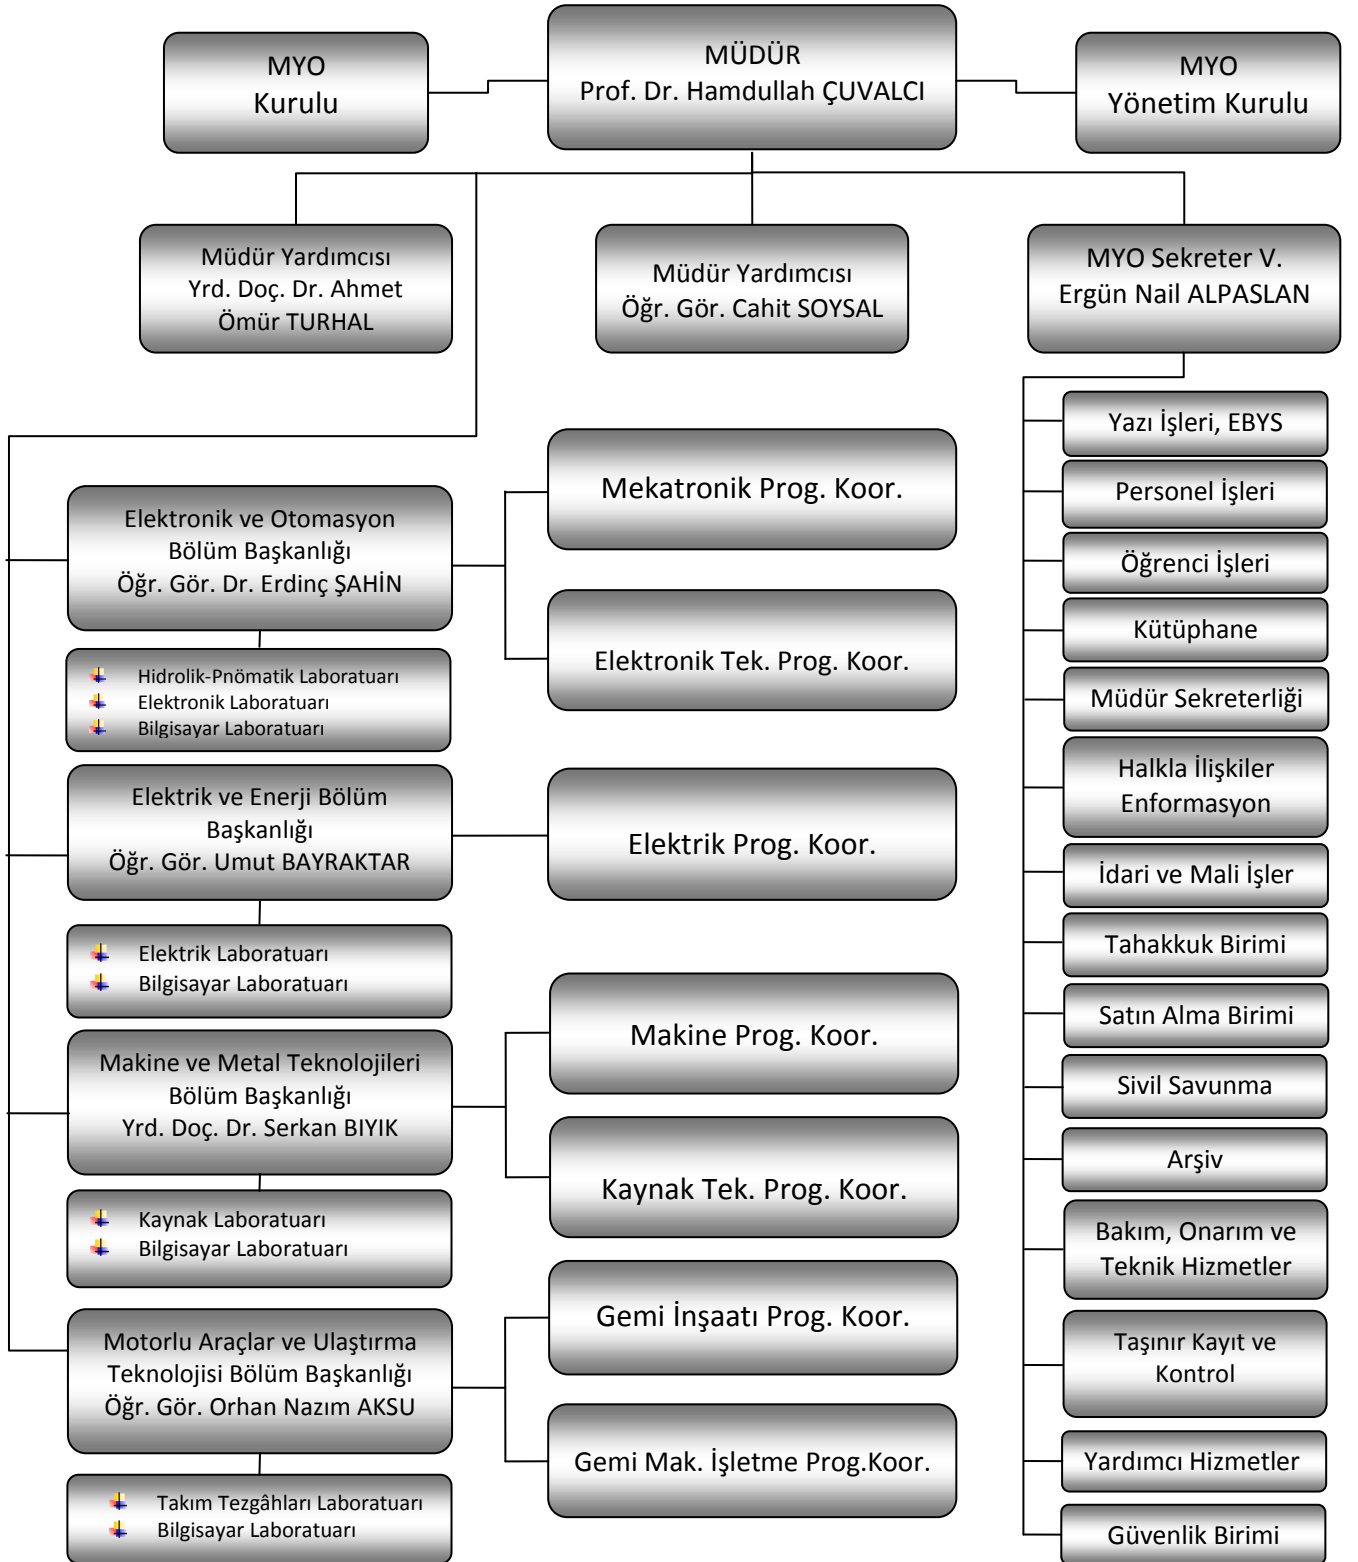 MYO
Kurulu
MÜDÜR
Prof. Dr. Hamdullah ÇUVALCI
MYO
Yönetim Kurulu
Müdür Yardımcısı
Yrd. Doç. Dr. Ahmet
Ömür TURHAL
Müdür Yardımcısı
Öğr. Gör. Cahit SOYSAL
MYO Sekreter V.
Ergün Nail ALPASLAN
Elektronik ve Otomasyon
Bölüm Başkanlığı
Öğr. Gör. Dr. Erdinç ŞAHİN
Hidrolik-Pnömatik Laboratuarı
Elektronik Laboratuarı
Bilgisayar Laboratuarı
Mekatronik Prog. Koor.
Elektronik Tek. Prog. Koor.
Elektrik ve Enerji Bölüm
Başkanlığı
Öğr. Gör. Umut BAYRAKTAR
Elektrik Laboratuarı
Bilgisayar Laboratuarı
Elektrik Prog. Koor.
Makine ve Metal Teknolojileri
Bölüm Başkanlığı
Yrd. Doç. Dr. Serkan BIYIK
Kaynak Laboratuarı
Bilgisayar Laboratuarı
Makine Prog. Koor.
Kaynak Tek. Prog. Koor.
Motorlu Araçlar ve Ulaştırma
Teknolojisi Bölüm Başkanlığı
Öğr. Gör. Orhan Nazım AKSU
Takım Tezgâhları Laboratuarı
Bilgisayar Laboratuarı
Gemi İnşaatı Prog. Koor.
Gemi Mak. İşletme Prog.Koor.
Yazı İşleri, EBYS
Personel İşleri
Öğrenci İşleri
Kütüphane
Müdür Sekreterliği
Halkla İlişkiler
Enformasyon
İdari ve Mali İşler
Tahakkuk Birimi
Satın Alma Birimi
Sivil Savunma
Arşiv
Bakım, Onarım ve
Teknik Hizmetler
Taşınır Kayıt ve
Kontrol
Yardımcı Hizmetler
Güvenlik Birimi